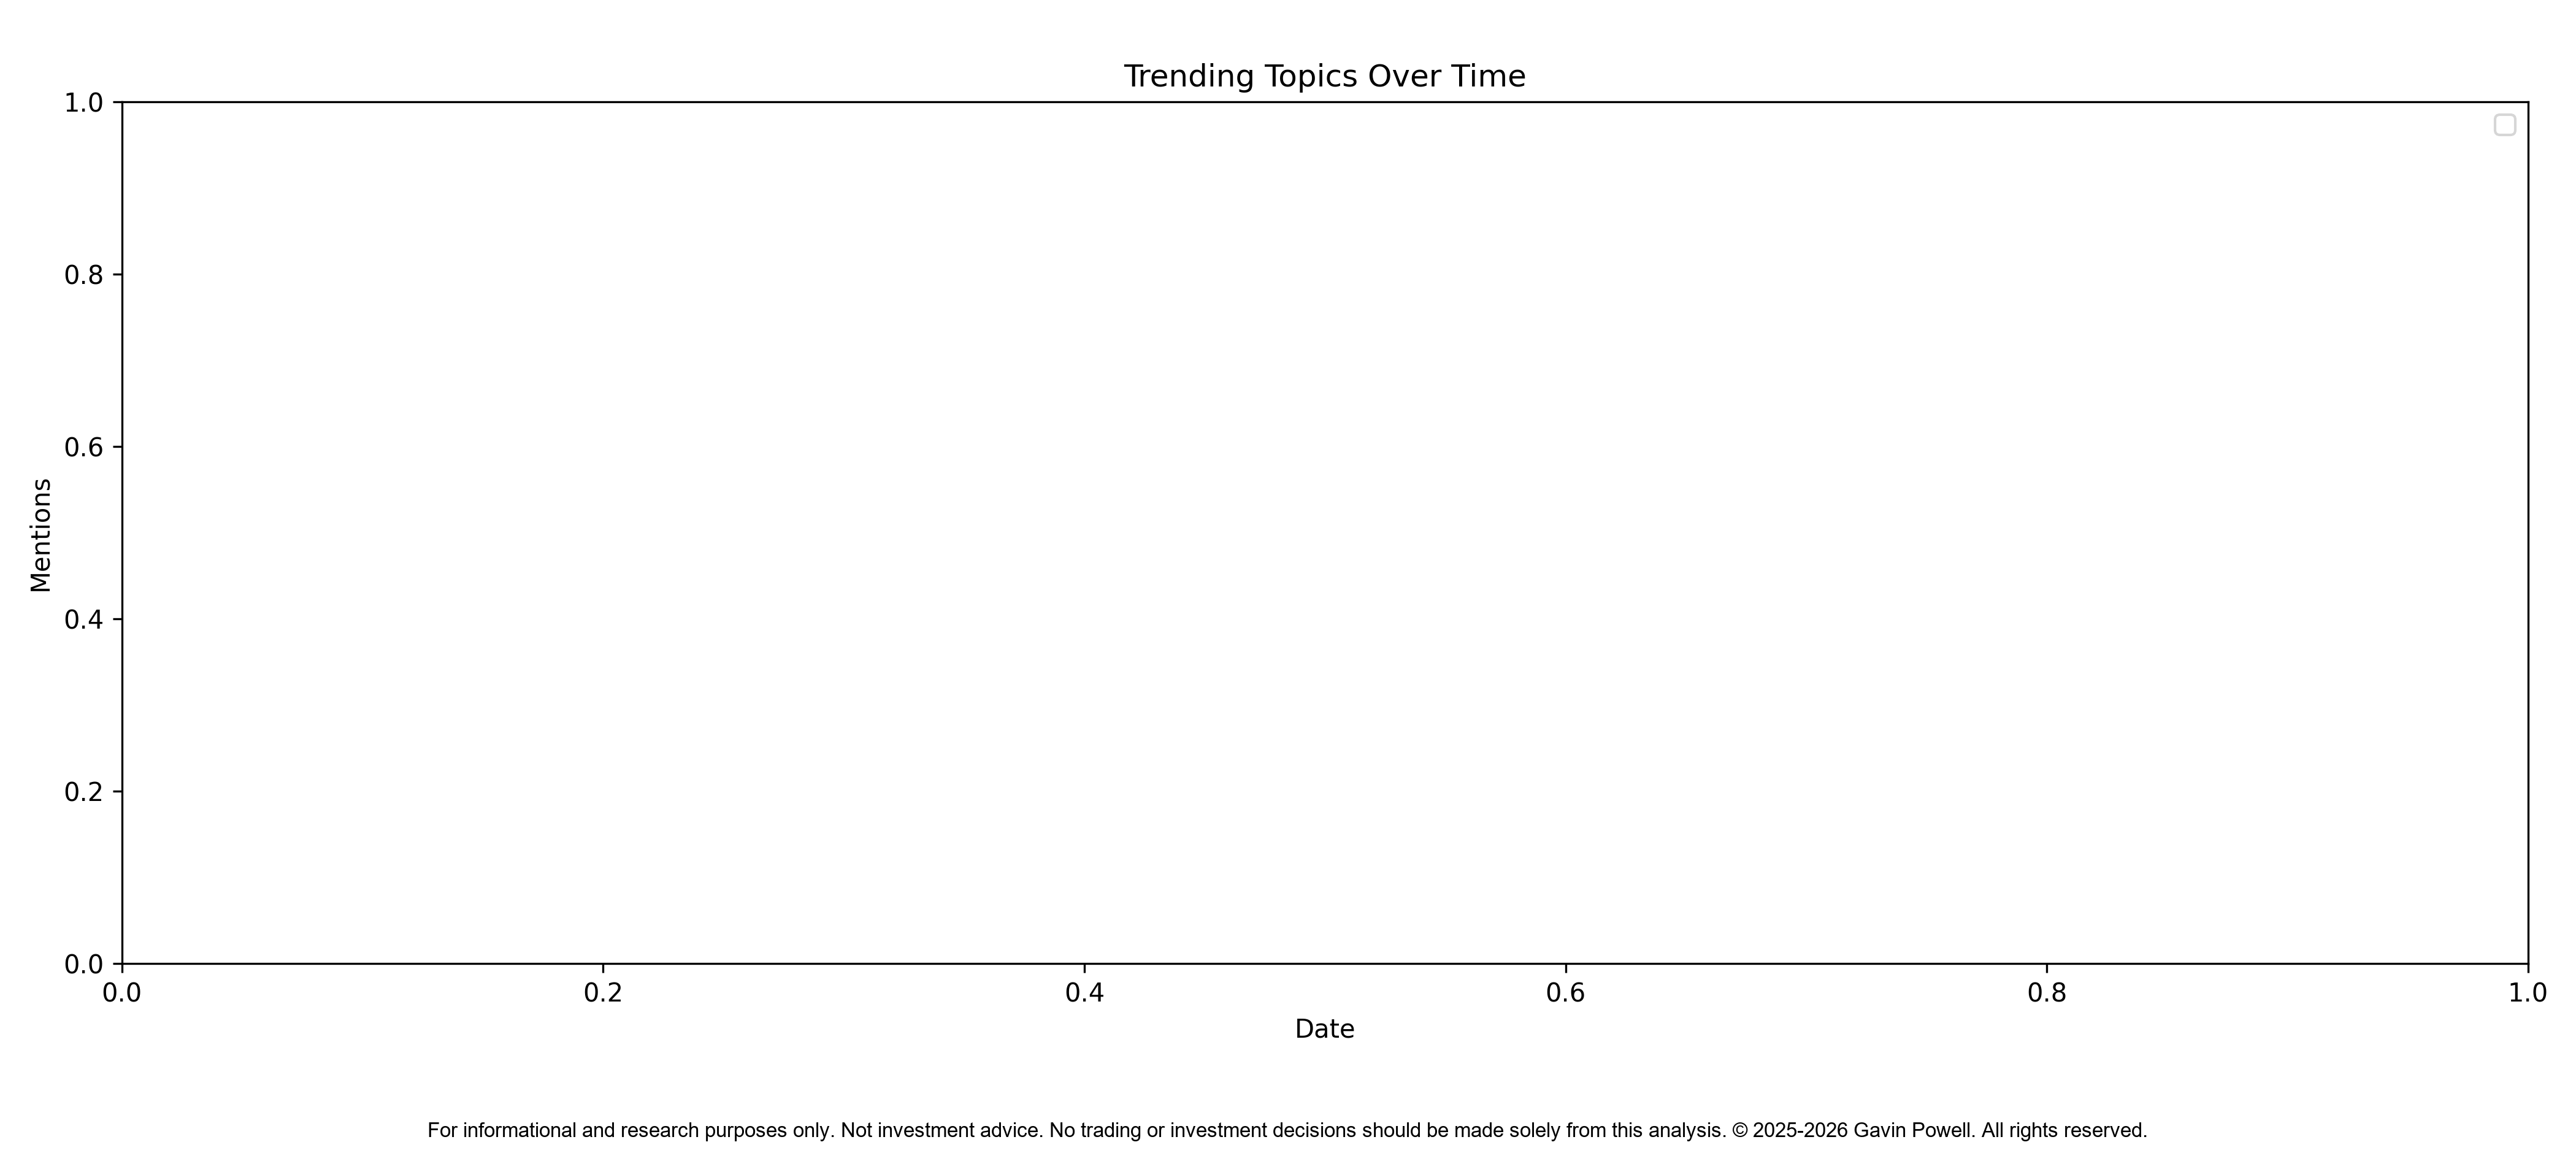 Trending Topics Over Time
1.0
0.8
0.6
0.4
0.2
0.0
Mentions
0.0 0.2 0.4 0.6 0.8 1.0
Date
For informational and research purposes only. Not investment advice. No trading or investment decisions should be made solely from this analysis. © 2025-2026 Gavin Powell. All rights reserved.